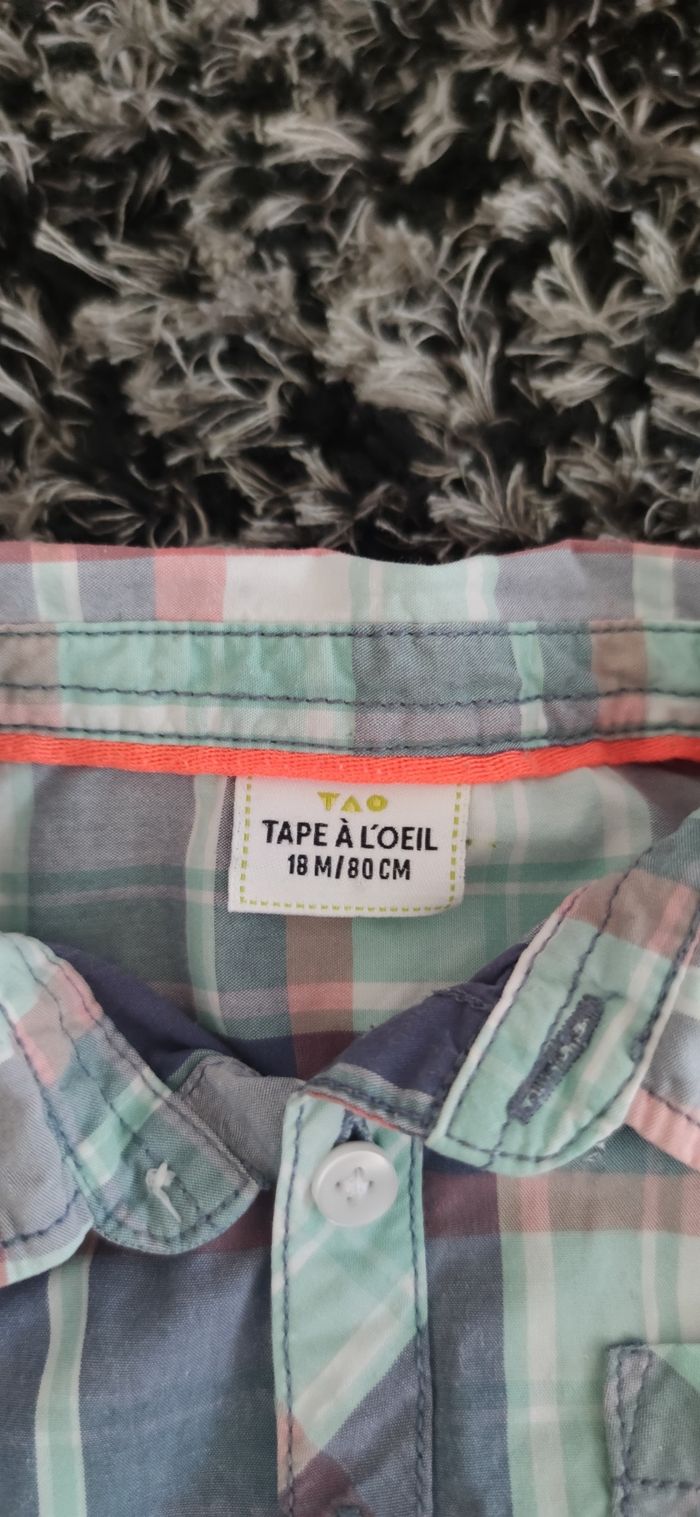 TAO
TAPE À L'OEIL
18 M/80 CM